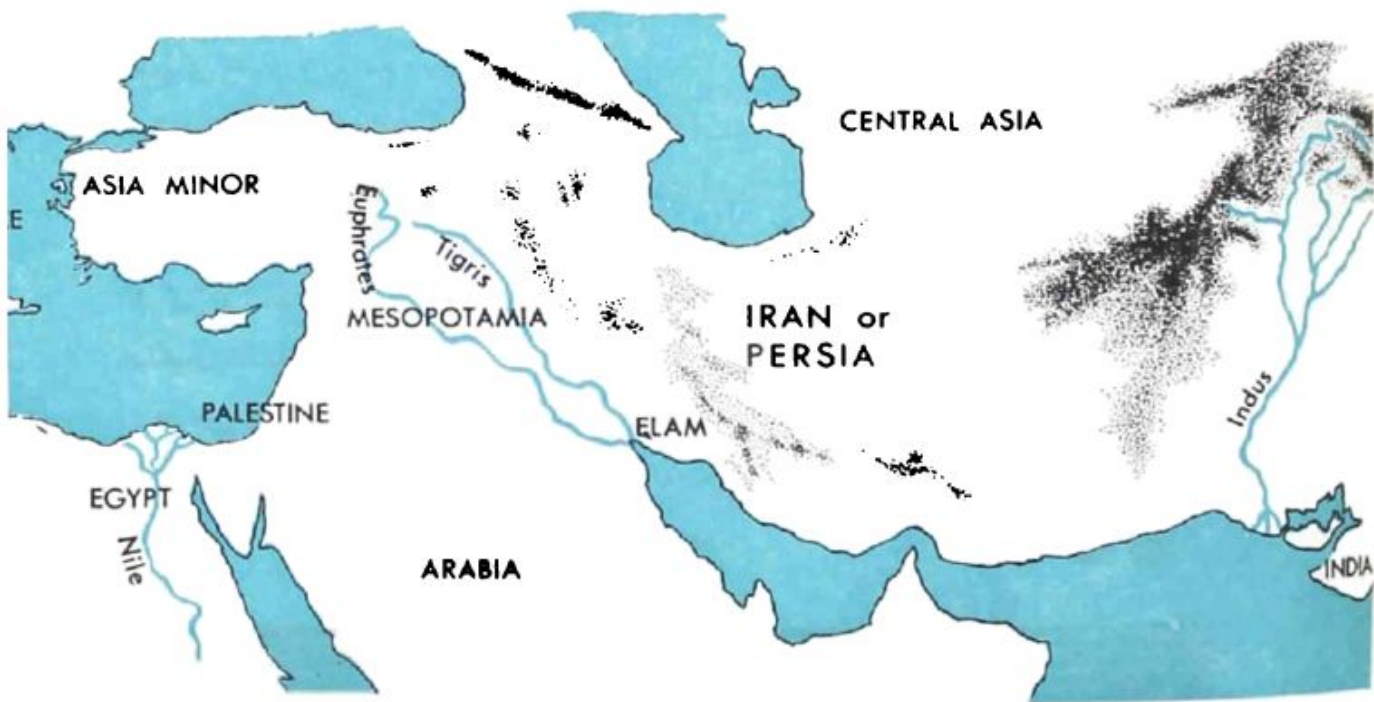 CENTRAL ASIA
ASIA MINOR
E
Euphrates
Tigris
MESOPOTAMIA
IRAN or
PERSIA
PALESTINE
ELAM
Indus
EGYPT
Nile
ARABIA
INDIA